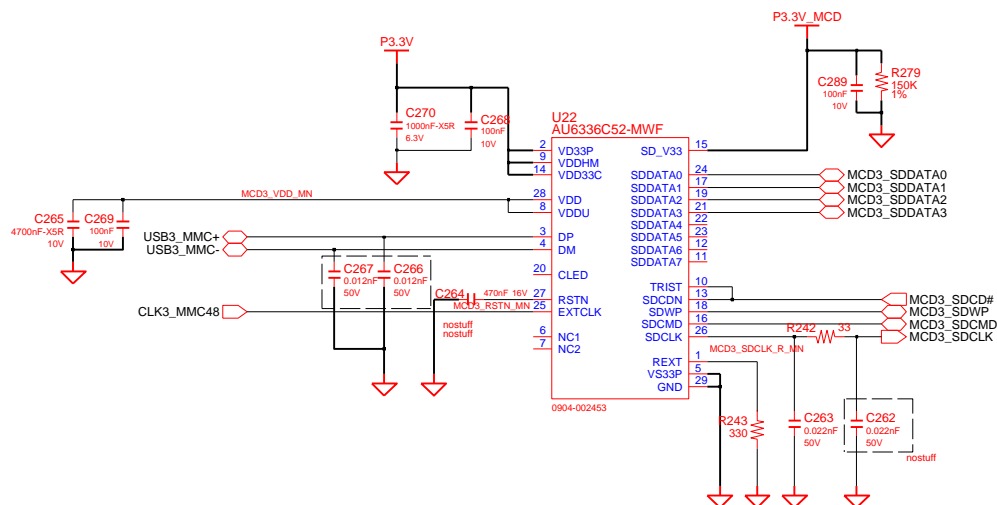 P3.3V_MCD
P3.3V
C289
100nF
10V
R279
150K
1%
C270
1000nF-X5R
6.3V
C268
100nF
10V
U22
AU6336C52-MWF
2 VD33P
9 VDDHM
14 VDD33C
28 VDD
8 VDDU
3 DP
4 DM
20 CLED
27 RSTN
25 EXTCLK
6 NC1
7 NC2
SD_V33 15
SDDATA0 24 MCD3_SDDATA0
SDDATA1 17 MCD3_SDDATA1
SDDATA2 19 MCD3_SDDATA2
SDDATA3 21 MCD3_SDDATA3
SDDATA4 22
SDDATA5 23
SDDATA6 12
SDDATA7 11
TRIST 10
SDCDN 13 MCD3_SDCD#
SDWP 18 MCD3_SDWP
SDCMD 16 MCD3_SDCMD
SDCLK 26 MCD3_SDCLK
REXT 1
VS33P 5
GND 29
0904-002453
MCD3_VDD_MN
C265
4700nF-X5R
10V
C269
100nF
10V
USB3_MMC+
USB3_MMC-
C267
0.012nF
50V
C266
0.012nF
50V
C264
470nF 16V
MCD3_RSTN_MN
CLK3_MMC48
nostuff
nostuff
R242 33
MCD3_SDCLK_R_MN
R243
330
C263
0.022nF
50V
C262
0.022nF
50V
nostuff